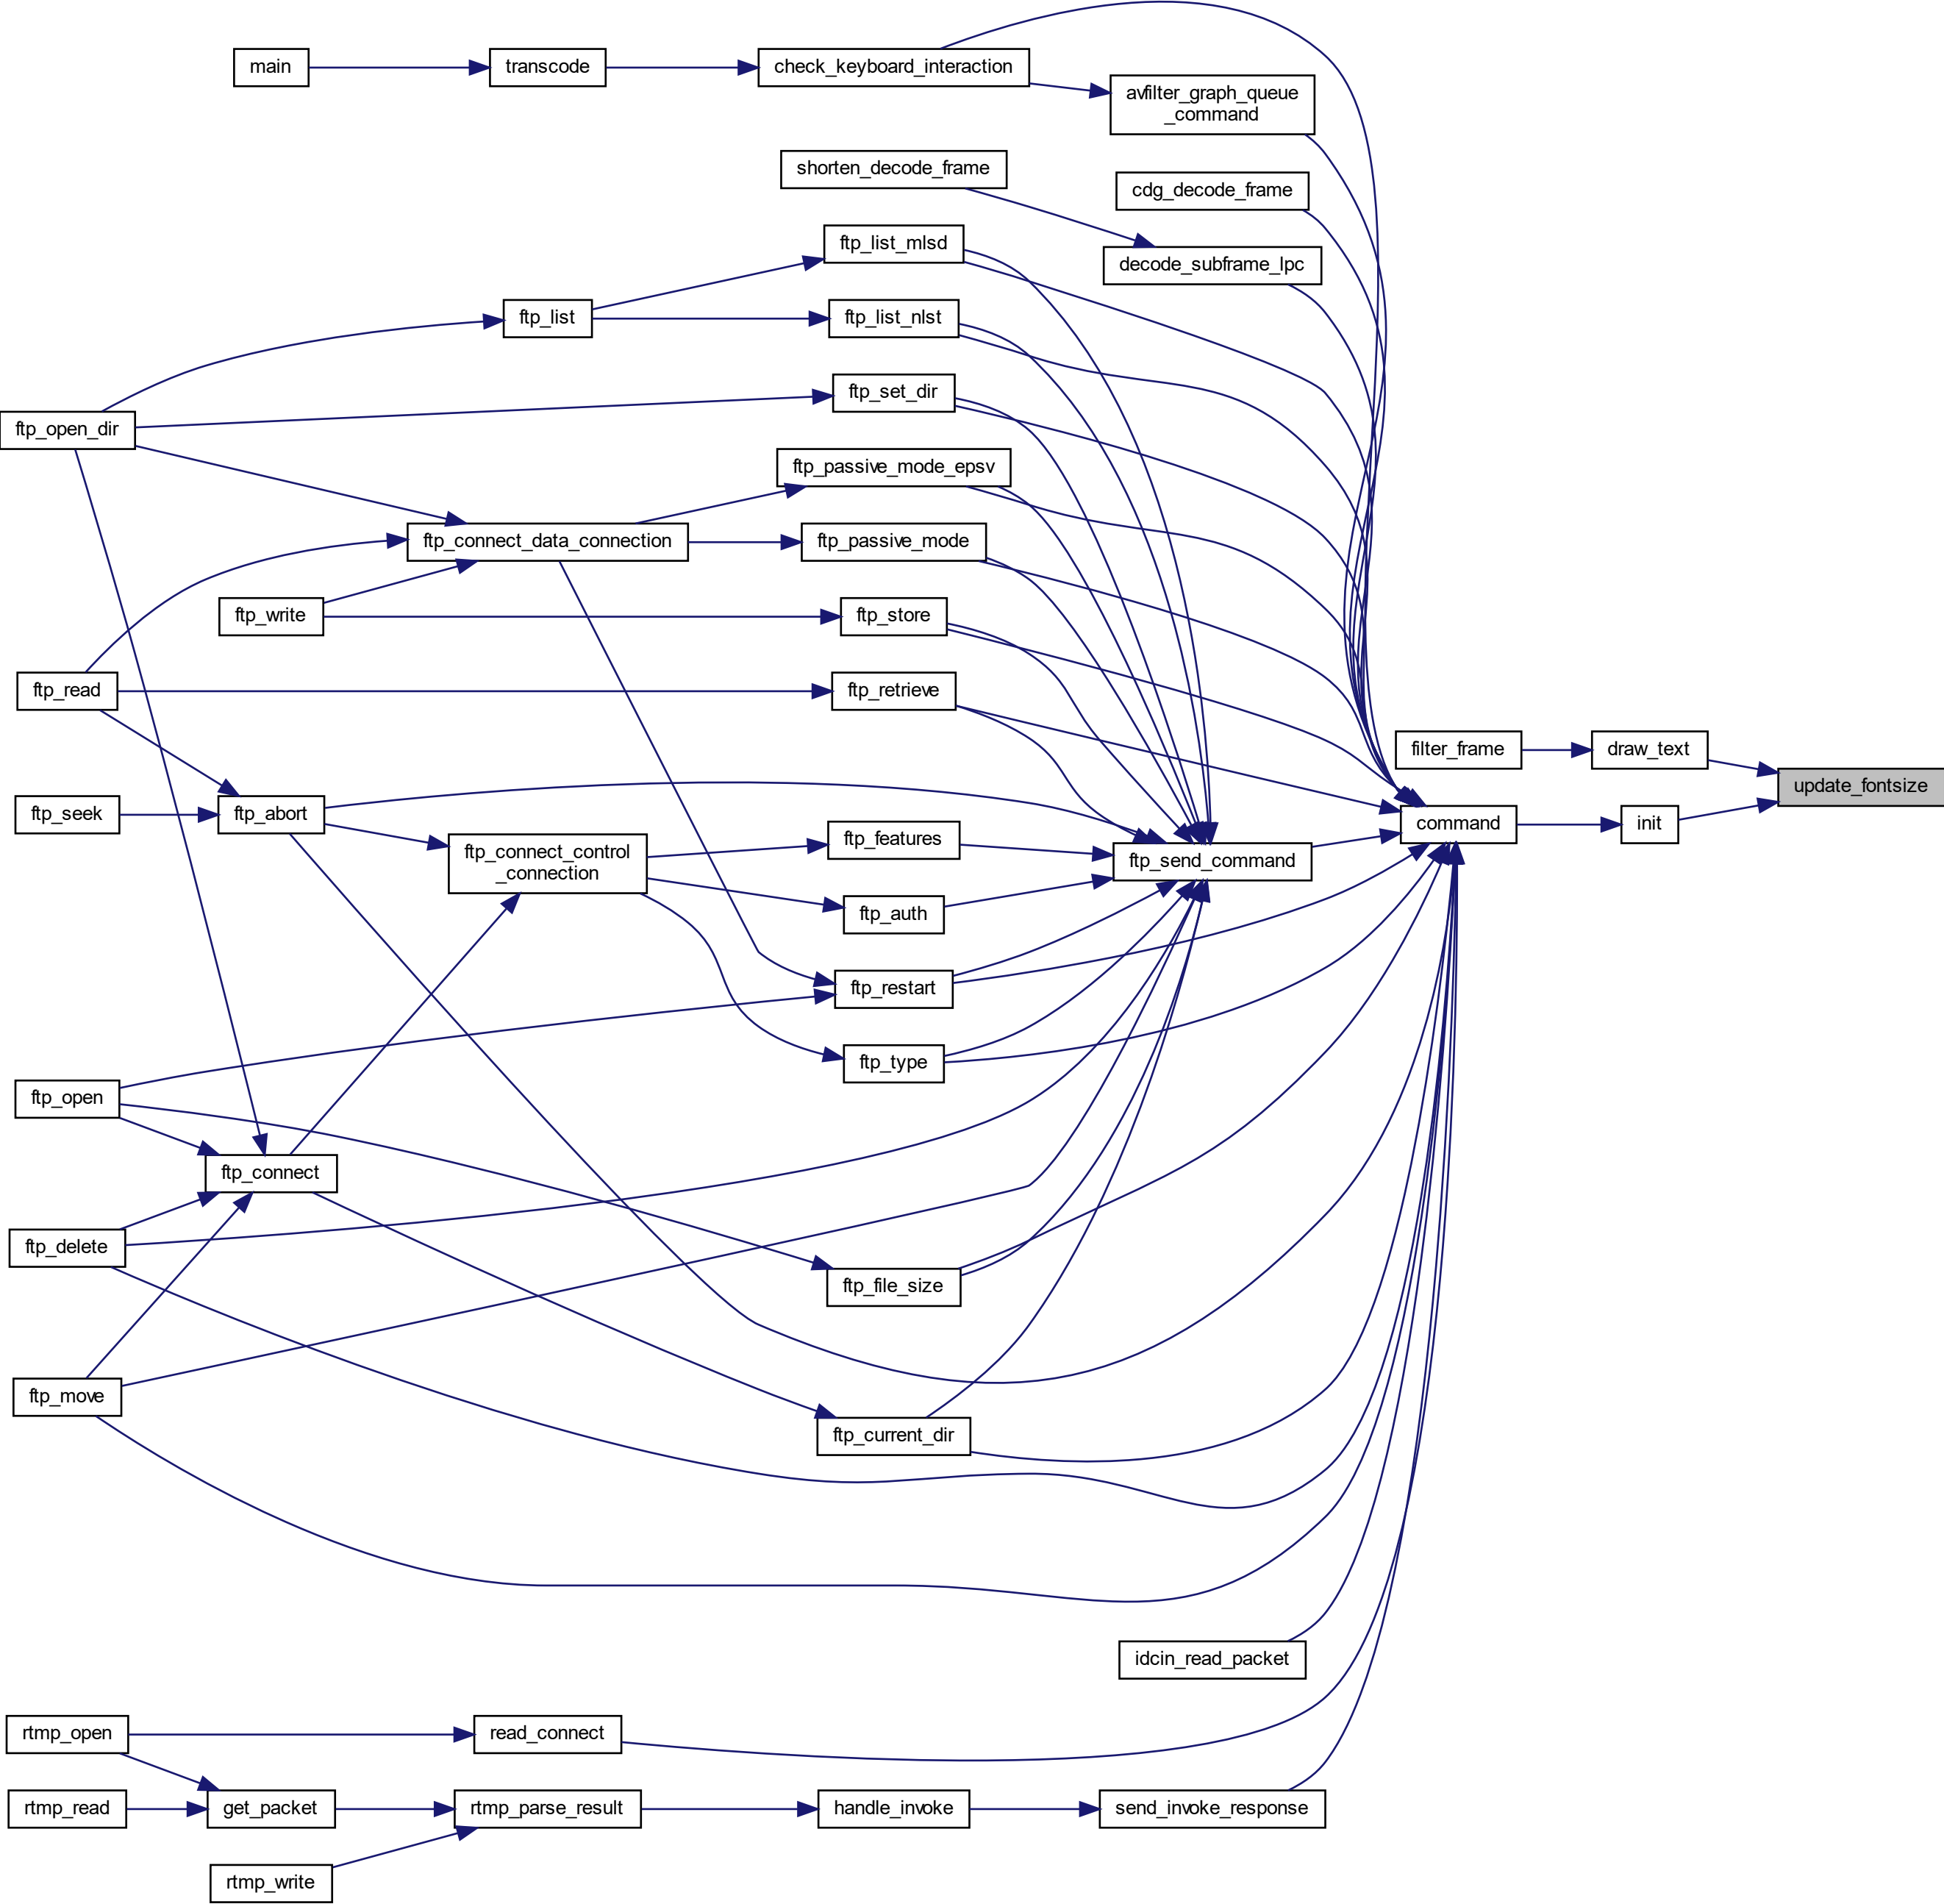 main
transcode
check_keyboard_interaction
avfilter_graph_queue
_command
shorten_decode_frame
cdg_decode_frame
ftp_list_mlsd
decode_subframe_lpc
ftp_list
ftp_list_nlst
ftp_set_dir
ftp_open_dir
ftp_passive_mode_epsv
ftp_connect_data_connection
ftp_passive_mode
ftp_write
ftp_store
ftp_read
ftp_retrieve
filter_frame
draw_text
update_fontsize
ftp_seek
ftp_abort
command
init
ftp_features
ftp_connect_control
_connection
ftp_send_command
ftp_auth
ftp_restart
ftp_type
ftp_open
ftp_connect
ftp_delete
ftp_file_size
ftp_move
ftp_current_dir
idcin_read_packet
rtmp_open
read_connect
rtmp_read
get_packet
rtmp_parse_result
handle_invoke
send_invoke_response
rtmp_write